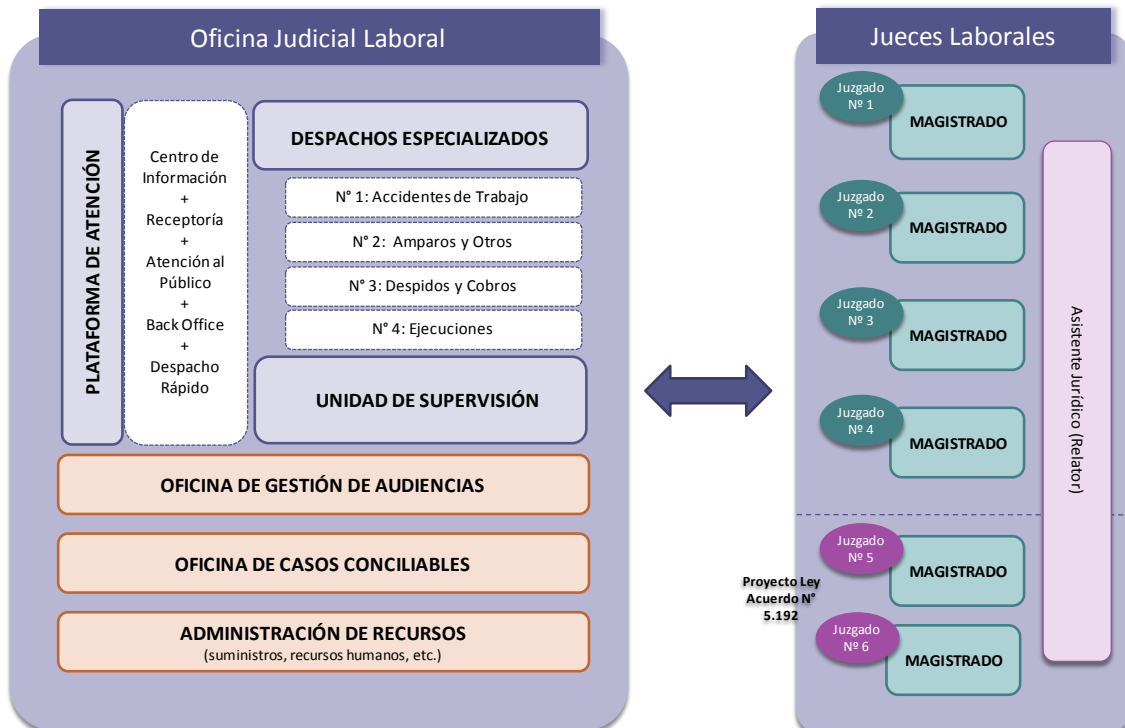 Oficina Judicial Laboral
PLATAFORMA DE ATENCIÓN
Centro de
Información
+
Receptoría
+
Atención al
Público
+
Back Office
+
Despacho
Rápido
DESPACHOS ESPECIALIZADOS
N° 1: Accidentes de Trabajo
N° 2: Amparos y Otros
N° 3: Despidos y Cobros
N° 4: Ejecuciones
UNIDAD DE SUPERVISIÓN
OFICINA DE GESTIÓN DE AUDIENCIAS
OFICINA DE CASOS CONCILIABLES
ADMINISTRACIÓN DE RECURSOS
(suministros, recursos humanos, etc.)
Jueces Laborales
Juzgado
Nº 1
MAGISTRADO
Juzgado
Nº 2
MAGISTRADO
Juzgado
Nº 3
MAGISTRADO
Juzgado
Nº 4
MAGISTRADO
Juzgado
Nº 5
MAGISTRADO
Proyecto Ley
Acuerdo N°
5.192
Juzgado
Nº 6
MAGISTRADO
Asistente Jurídico (Relator)